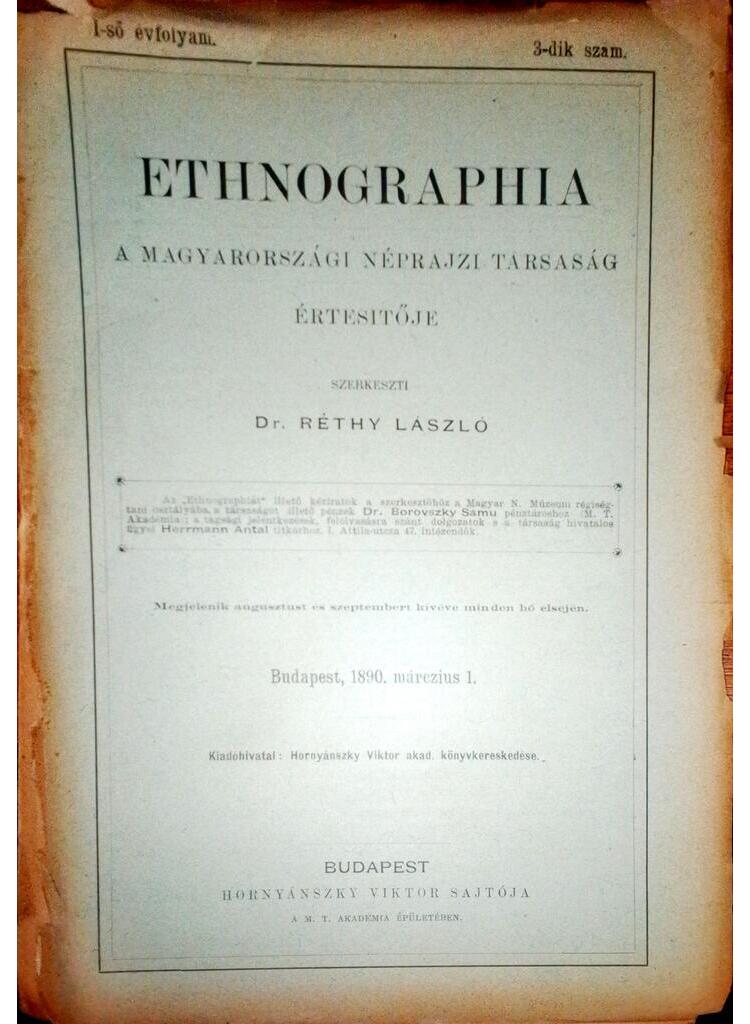 I-ső évfolyam.
3-dik szám.
ETHNOGRAPHIA
A MAGYARORSZÁGI NÉPRAJZI TÁRSASÁG
ÉRTESITŐJE
SZERKESZTI
Dr. RÉTHY LÁSZLÓ
Az „Ethnographiát" illető kéziratok a szerkesztőhöz a Magyar N. Múzeum régiség-
tani osztályába, a társaságot illető pénzek Dr. Borovszky Samu pénztároshoz (M. T.
Akadémia); a tagsági jelentkezések, felolvasásra szánt dolgozatok s a társaság hivatalos
ügyei Herrmann Antal titkárhoz, I. Attila-utcza 47. intézendők.
Megjelenik augusztust és szeptembert kivéve minden hó elsején.
Budapest, 1890. márczius 1.
Kiadóhivatal: Hornyánszky Viktor akad. könyvkereskedése.
BUDAPEST
HORNYÁNSZKY VIKTOR SAJTÓJA
A M. T. AKADÉMIA ÉPÜLETÉBEN.